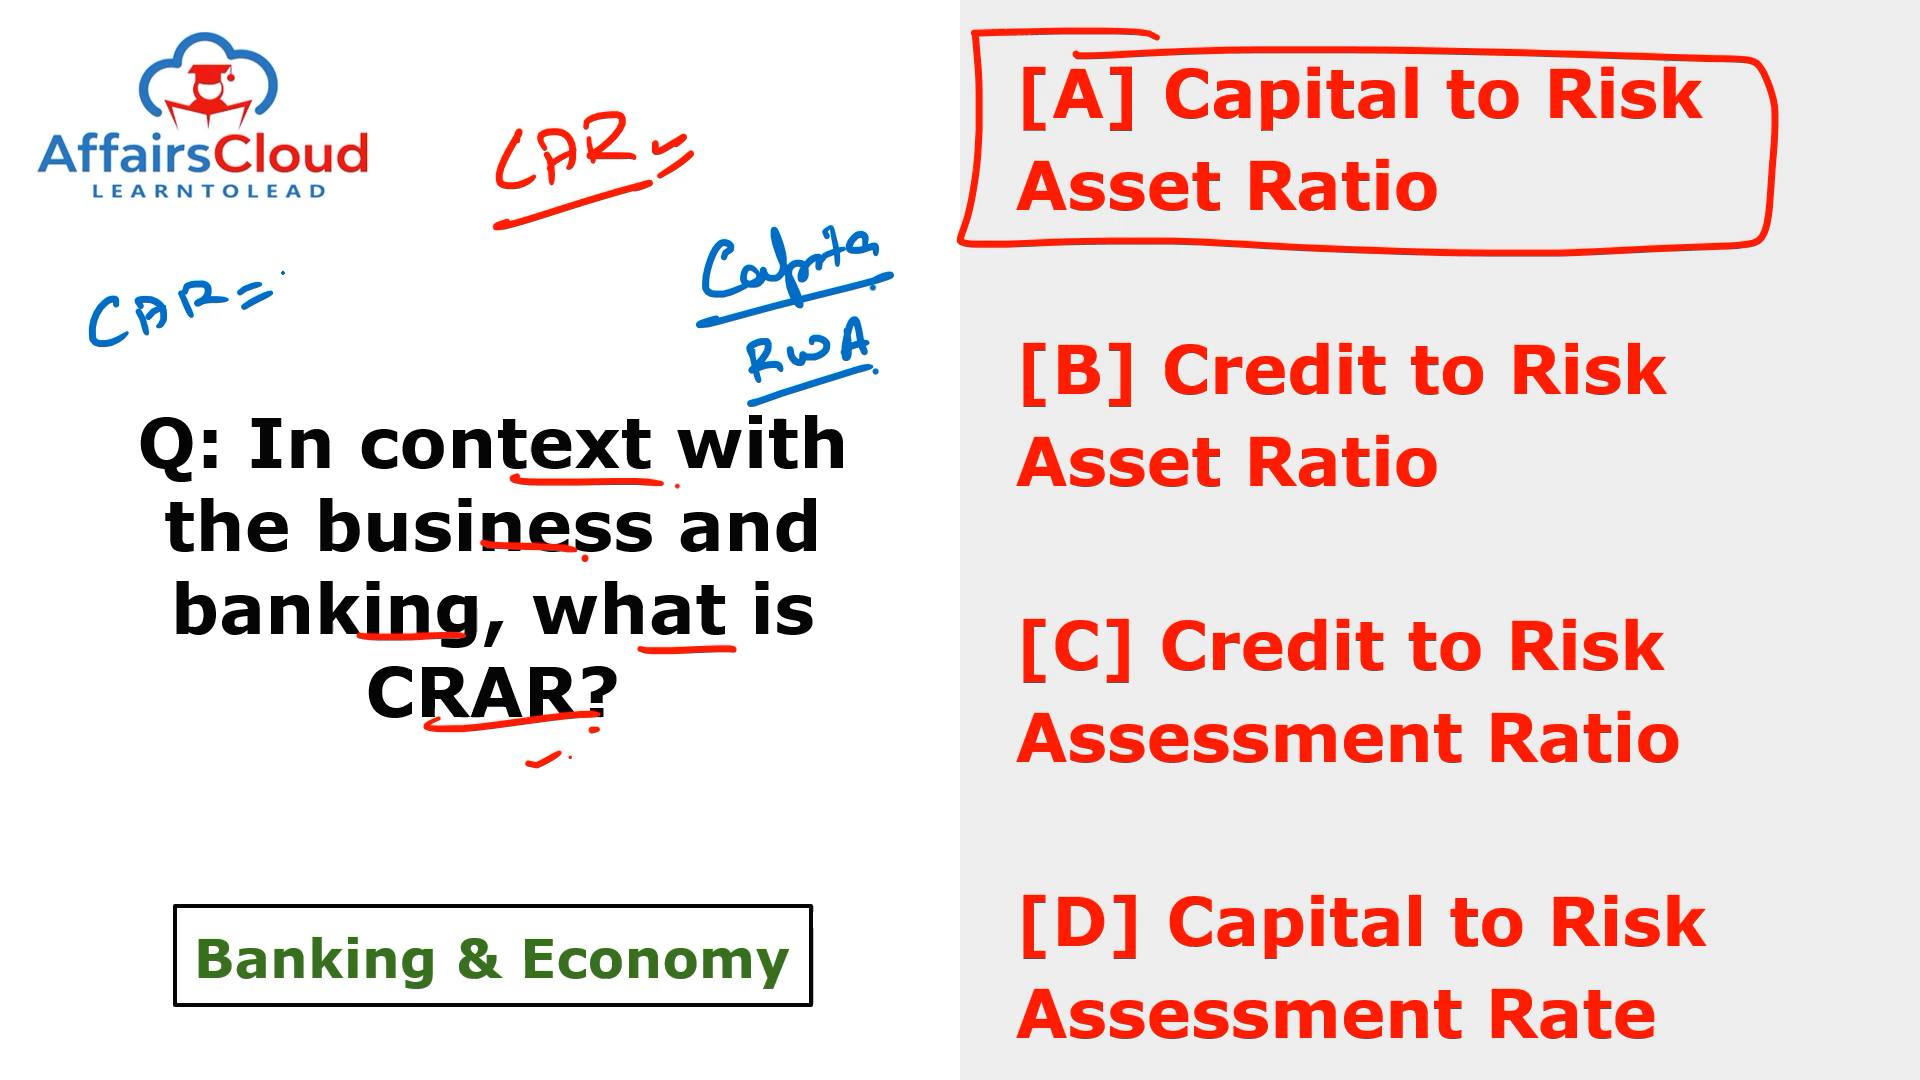 AffairsCloud
LEARNTOLEAD
CAR=
Capital
RWA
CAR=
Q: In context with
the business and
banking, what is
CRAR?
Banking & Economy
[A] Capital to Risk
Asset Ratio
[B] Credit to Risk
Asset Ratio
[C] Credit to Risk
Assessment Ratio
[D] Capital to Risk
Assessment Rate